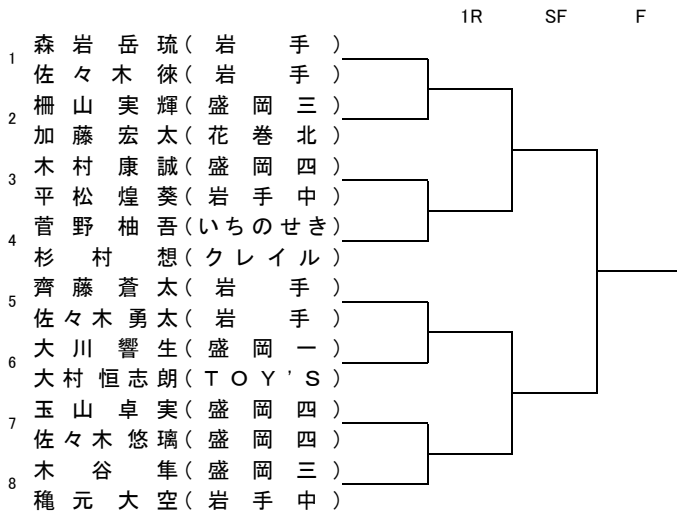 1R SF F
1 森岩岳琉(岩手)
佐々木徠(岩手)
2 柵山実輝(盛岡三)
加藤宏太(花巻北)
3 木村康誠(盛岡四)
平松煌葵(岩手中)
4 菅野柚吾(いちのせき)
杉村想(クレイル)
5 齊藤蒼太(岩手)
佐々木勇太(岩手)
6 大川響生(盛岡一)
大村恒志朗(TOY'S)
7 玉山卓実(盛岡四)
佐々木悠璃(盛岡四)
8 木谷隼(盛岡三)
穐元大空(岩手中)